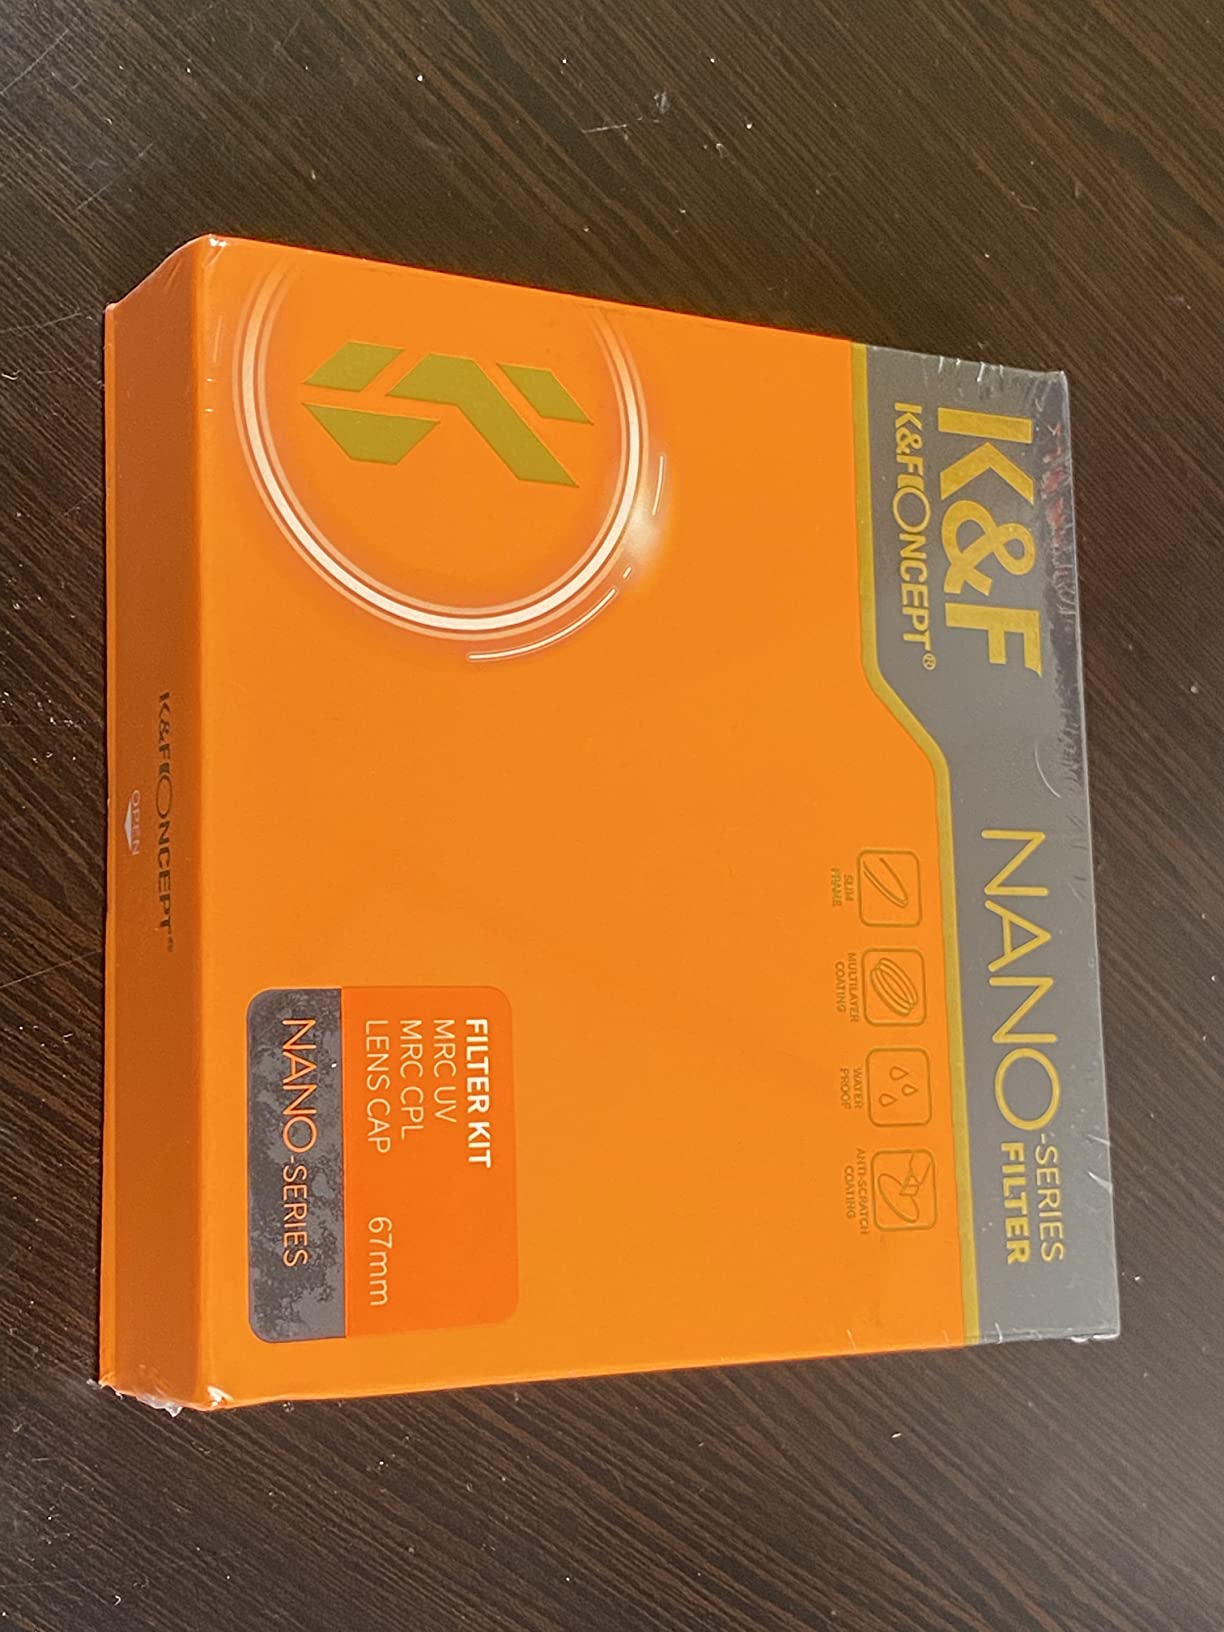 K&F
K&F CONCEPT®
NANO-SERIES
FILTER
SLIM
FRAME
MULTILAYER
COATING
WATER
PROOF
ANTI-SCRATCH
COATING
FILTER KIT
MRC UV
MRC CPL
LENS CAP 67mm
NANO-SERIES
K&F CONCEPT®
OPEN